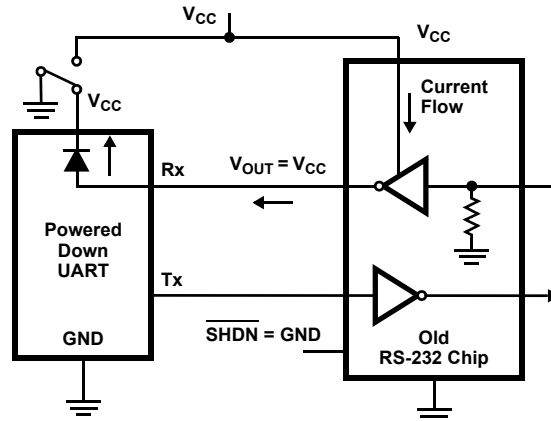 VCC
VCC
VCC
Current
Flow
Rx
VOUT = VCC
Powered
Down
UART
Tx
GND
SHDN = GND
Old
RS-232 Chip